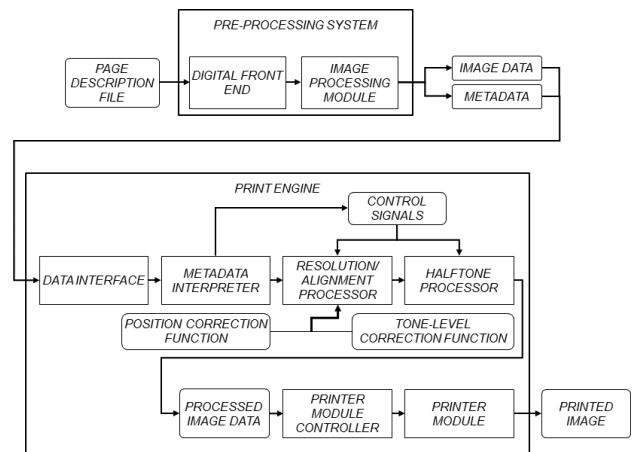 PRE-PROCESSING SYSTEM
PAGE
DESCRIPTION
FILE
DIGITAL FRONT
END
IMAGE
PROCESSING
MODULE
IMAGE DATA
METADATA
PRINT ENGINE
CONTROL
SIGNALS
DATA INTERFACE
METADATA
INTERPRETER
RESOLUTION/
ALIGNMENT
PROCESSOR
HALFTONE
PROCESSOR
POSITION CORRECTION
FUNCTION
TONE-LEVEL
CORRECTION FUNCTION
PROCESSED
IMAGE DATA
PRINTER
MODULE
CONTROLLER
PRINTER
MODULE
PRINTED
IMAGE